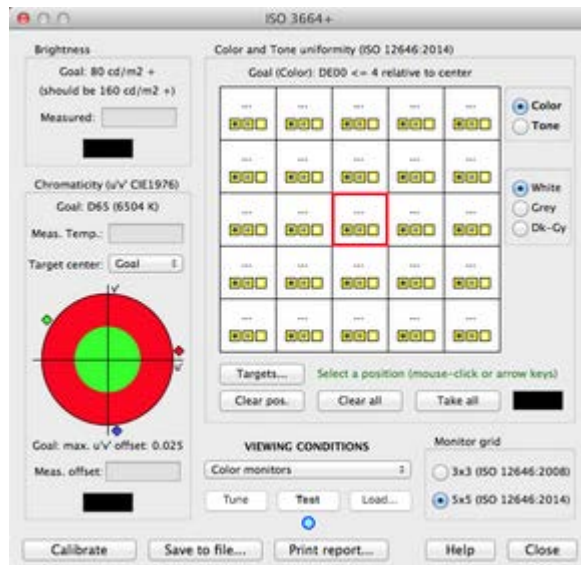 ISO 3664+
Brightness
Goal: 80 cd/m2 +
(should be 160 cd/m2 +)
Measured:
Chromaticity (u'v' CIE1976)
Goal: D65 (6504 K)
Meas. Temp.:
Target center: Goal
v'
u'
Goal: max. u'v' offset: 0.025
Meas. offset:
Color and Tone uniformity (ISO 12646:2014)
Goal (Color): DE00 <= 4 relative to center
--- --- --- --- ---
--- --- --- --- ---
--- --- --- --- ---
--- --- --- --- ---
--- --- --- --- ---
Color
Tone
White
Grey
Dk-Gy
Targets... Select a position (mouse-click or arrow keys)
Clear pos. Clear all Take all
VIEWING CONDITIONS
Color monitors
Tune Test Load...
Monitor grid
3x3 (ISO 12646:2008)
5x5 (ISO 12646:2014)
Calibrate Save to file... Print report... Help Close